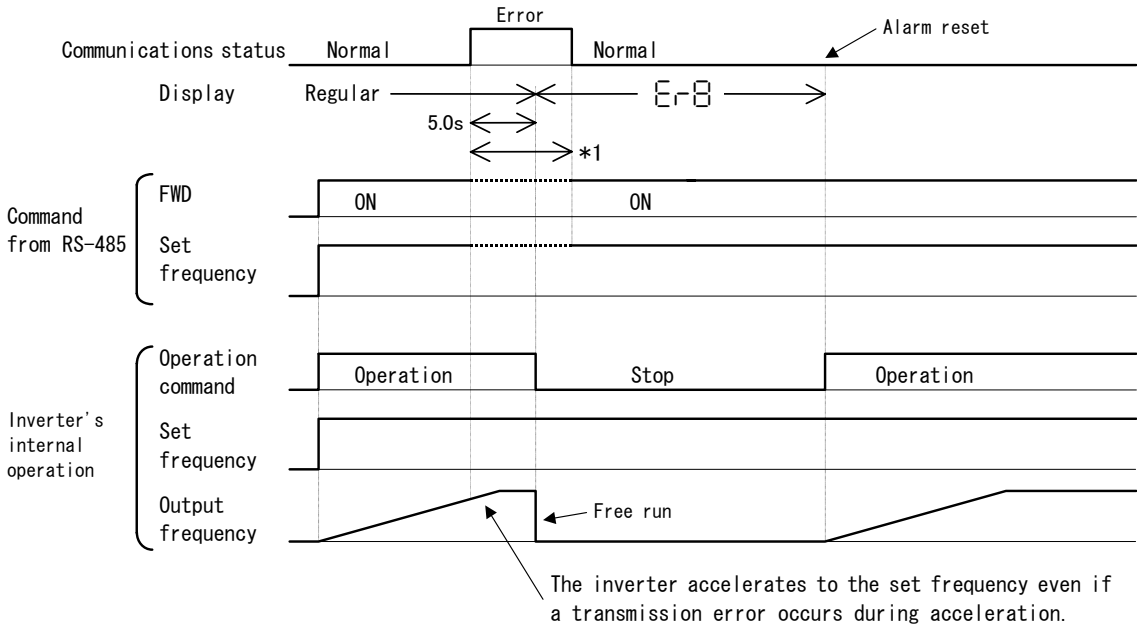 Error
Alarm reset
Communications status
Normal
Normal
Display
Regular
Er-8
5.0s
*1
Command
from RS-485
FWD
ON
ON
Set
frequency
Inverter's
internal
operation
Operation
command
Operation
Stop
Operation
Set
frequency
Output
frequency
Free run
The inverter accelerates to the set frequency even if
a transmission error occurs during acceleration.